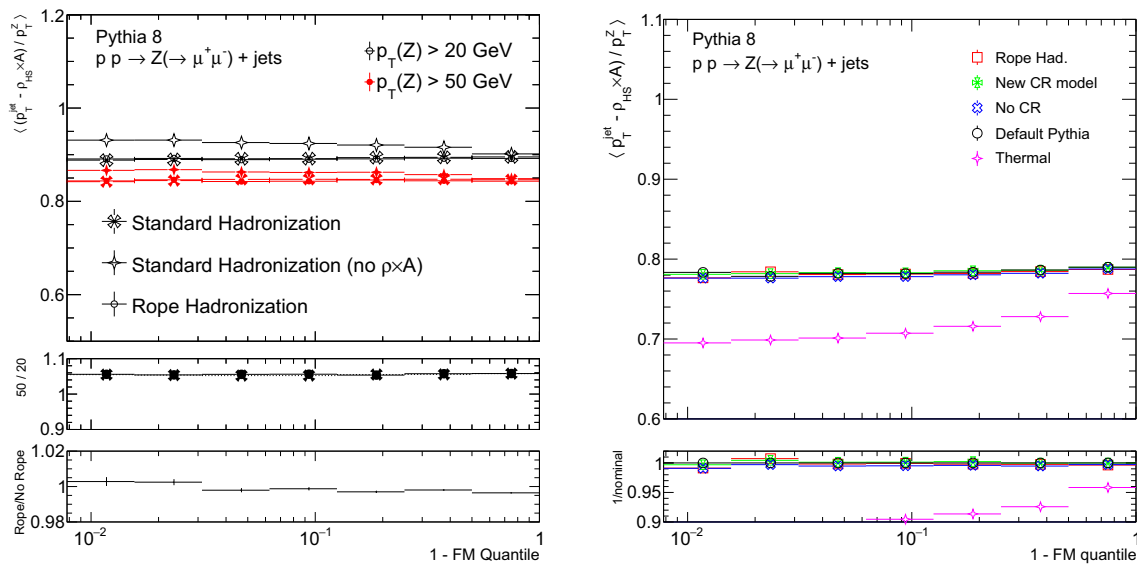 ⟨ (p_T^jet - ρ_HS×A) / p_T^Z ⟩
1.2
1
0.8
0.6
Pythia 8
p p → Z(→ μ⁺μ⁻) + jets
p_T(Z) > 20 GeV
p_T(Z) > 50 GeV
Standard Hadronization
Standard Hadronization (no ρ×A)
Rope Hadronization
50 / 20
1.1
1
0.9
Rope/No Rope
1.02
1
0.98
10⁻²
10⁻¹
1
1 - FM Quantile
⟨ p_T^jet - ρ_HS×A) / p_T^Z ⟩
1.1
1
0.9
0.8
0.7
0.6
Pythia 8
p p → Z(→ μ⁺μ⁻) + jets
Rope Had.
New CR model
No CR
Default Pythia
Thermal
1/nominal
1
0.95
0.9
10⁻²
10⁻¹
1
1 - FM quantile